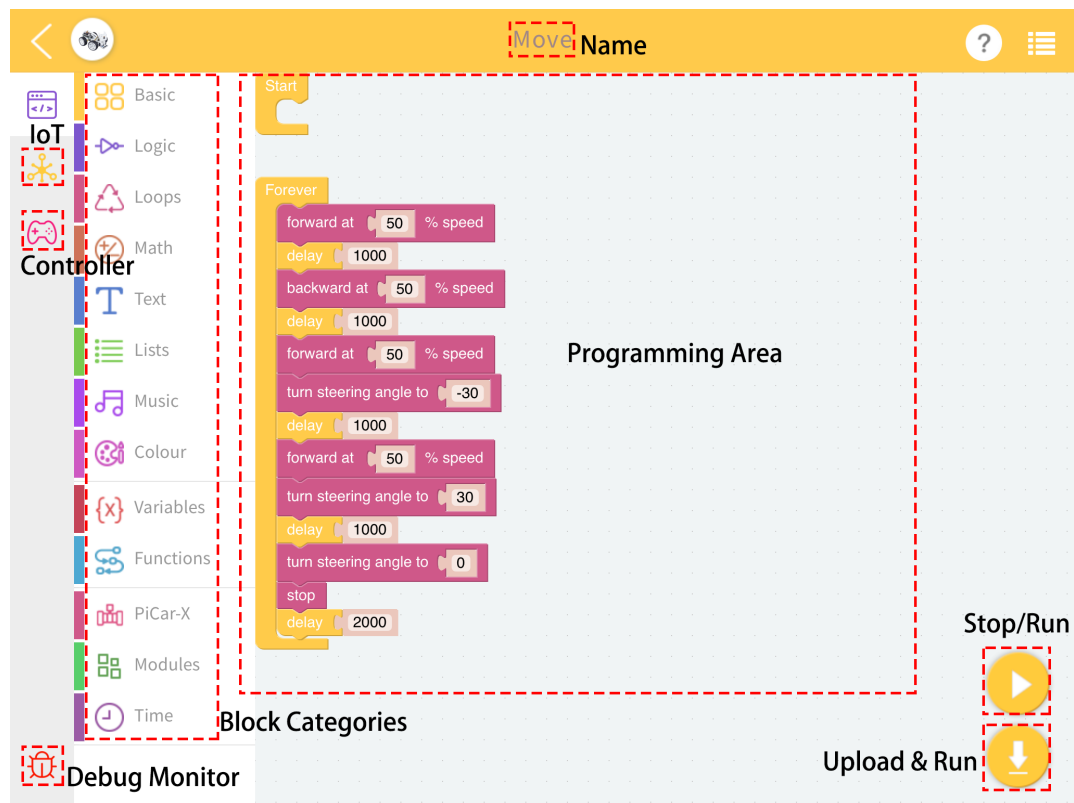 Move Name
?
IoT
Controller
Basic
Logic
Loops
Math
Text
Lists
Music
Colour
Variables
Functions
PiCar-X
Modules
Time
Block Categories
Debug Monitor
Start
Forever
forward at 50 % speed
delay 1000
backward at 50 % speed
delay 1000
forward at 50 % speed
turn steering angle to -30
delay 1000
forward at 50 % speed
turn steering angle to 30
delay 1000
turn steering angle to 0
stop
delay 2000
Programming Area
Stop/Run
Upload & Run